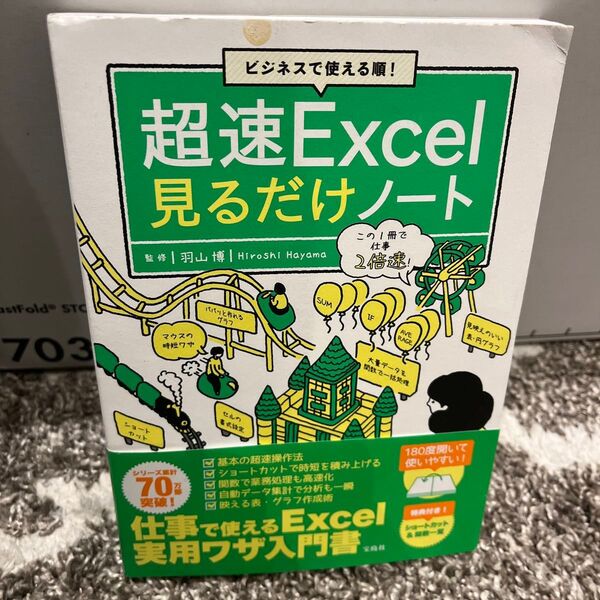 ビジネスで使える順！
超速Excel
見るだけノート
監修 羽山 博 Hiroshi Hayama
この1冊で
仕事
2倍速！
パパッと作れる
グラフ
マウスの
時短ワザ
SUM
IF
AVE
RAGE
見映えのいい
表・円グラフ
大量データも
関数で一括処理
セルの
書式設定
ショート
カット
astFold® STO
703
シリーズ累計
70万
突破！
基本の超速操作法
ショートカットで時短を積み上げる
関数で業務処理も高速化
自動データ集計で分析も一瞬
映える表・グラフ作成術
180度開いて
使いやすい！
特典付き！
ショートカット
&関数一覧
仕事で使えるExcel
実用ワザ入門書
宝島社